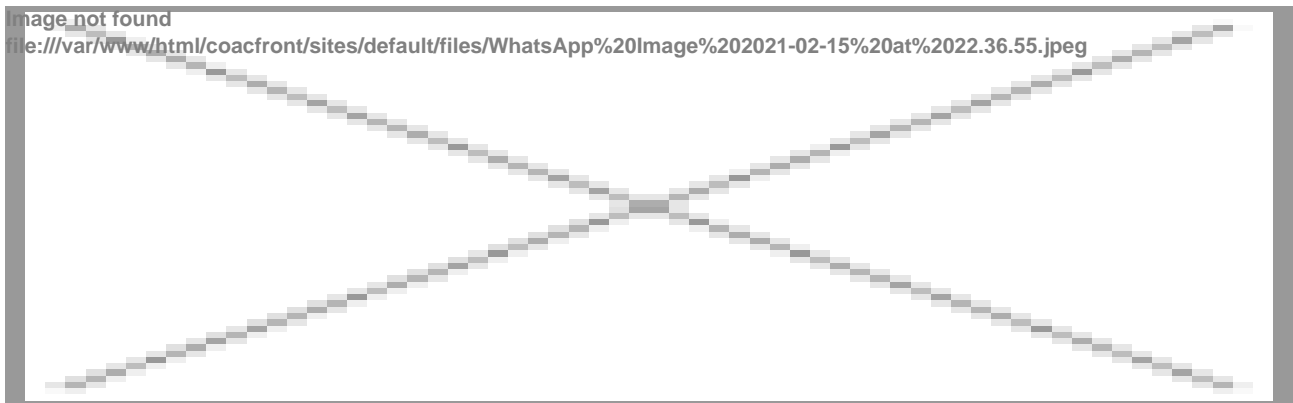 Image not found
file:///var/www/html/coacfront/sites/default/files/WhatsApp%20Image%202021-02-15%20at%2022.36.55.jpeg